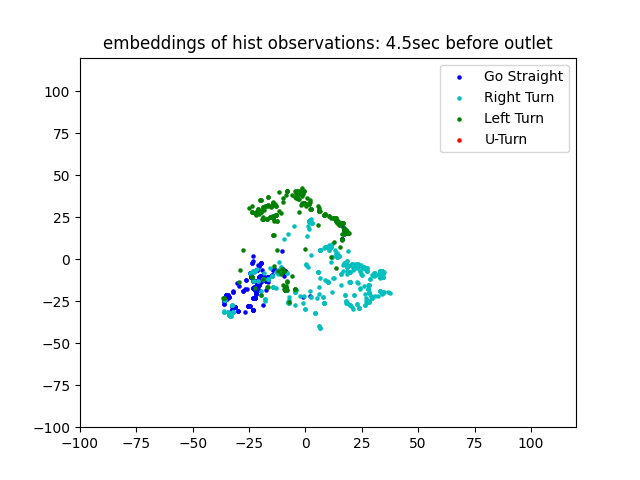 embeddings of hist observations: 4.5sec before outlet
Go Straight
Right Turn
Left Turn
U-Turn
100
75
50
25
0
−25
−50
−75
−100
−100 −75 −50 −25 0 25 50 75 100